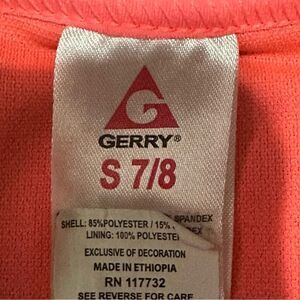 GERRY®
S 7/8
SHELL: 85%POLYESTER / 15% SPANDEX
LINING: 100% POLYESTE
EXCLUSIVE OF DECORATION
MADE IN ETHIOPIA
RN 117732
SEE REVERSE FOR CARE